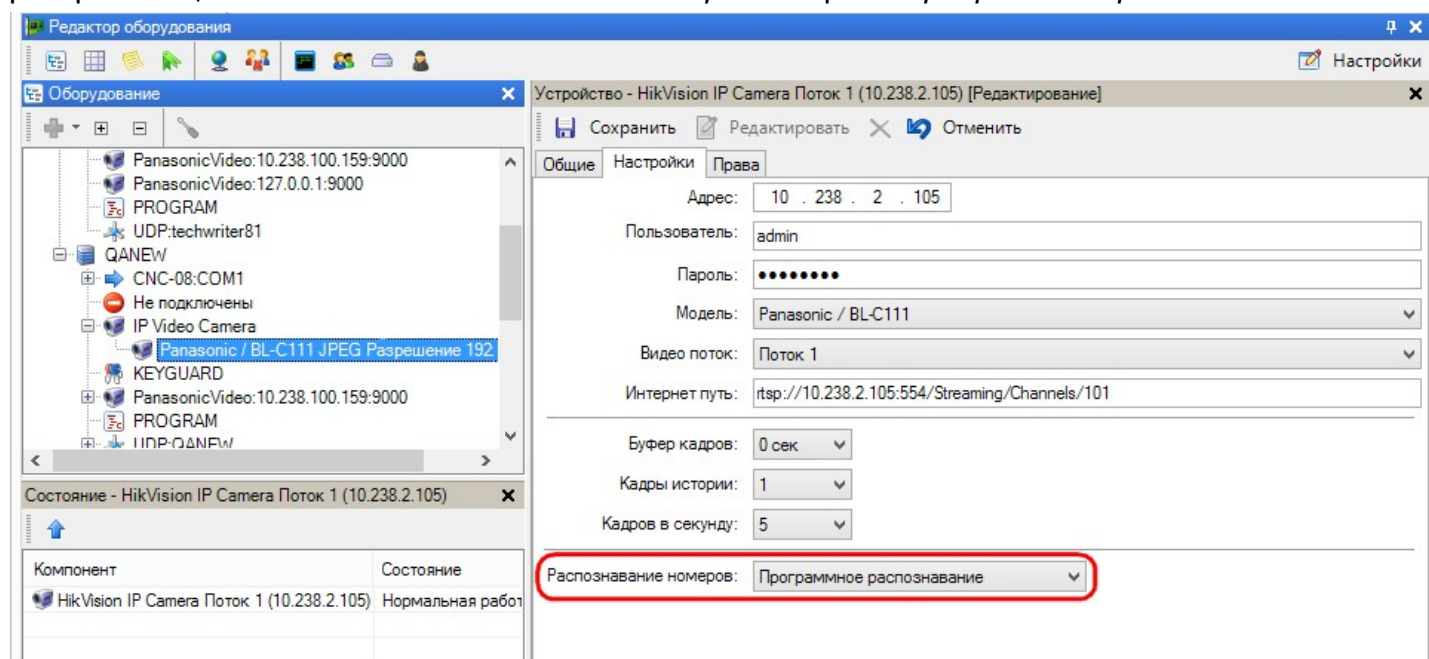 Редактор оборудования
Настройки
Оборудование
PanasonicVideo:10.238.100.159:9000
PanasonicVideo:127.0.0.1:9000
PROGRAM
UDP:techwriter81
QANEW
CNC-08:COM1
Не подключены
IP Video Camera
Panasonic / BL-C111 JPEG Разрешение 192
KEYGUARD
PanasonicVideo:10.238.100.159:9000
PROGRAM
UDP:QANEW
Состояние - HikVision IP Camera Поток 1 (10.238.2.105)
Компонент Состояние
HikVision IP Camera Поток 1 (10.238.2.105) Нормальная работ
Устройство - HikVision IP Camera Поток 1 (10.238.2.105) [Редактирование]
Сохранить Редактировать Отменить
Общие Настройки Права
Адрес: 10 . 238 . 2 . 105
Пользователь: admin
Пароль: ●●●●●●●●
Модель: Panasonic / BL-C111
Видео поток: Поток 1
Интернет путь: rtsp://10.238.2.105:554/Streaming/Channels/101
Буфер кадров: 0 сек
Кадры истории: 1
Кадров в секунду: 5
Распознавание номеров: Программное распознавание